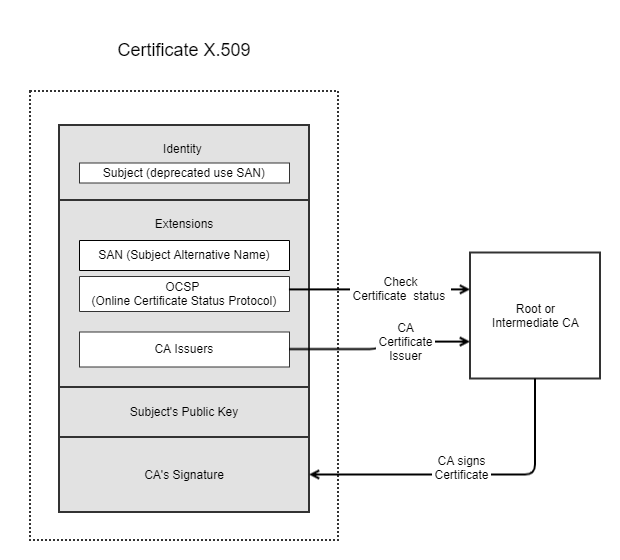 Certificate X.509
Identity
Subject (deprecated use SAN)
Extensions
SAN (Subject Alternative Name)
OCSP
(Online Certificate Status Protocol)
CA Issuers
Subject's Public Key
CA's Signature
Check
Certificate status
CA
Certificate
Issuer
Root or
Intermediate CA
CA signs
Certificate